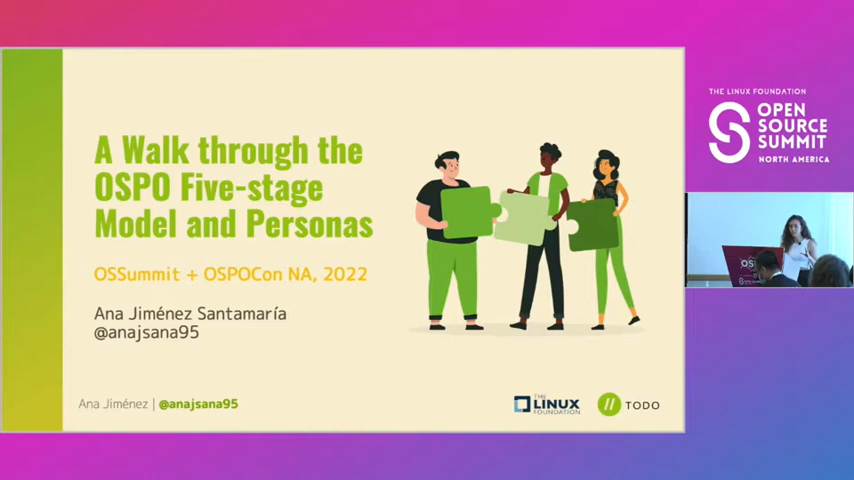 A Walk through the
OSPO Five-stage
Model and Personas
OSSummit + OSPOCon NA, 2022
Ana Jiménez Santamaría
@anajsana95
Ana Jiménez | @anajsana95
THE
LINUX
FOUNDATION
TODO
THE LINUX FOUNDATION
OPEN
SOURCE
SUMMIT
NORTH AMERICA